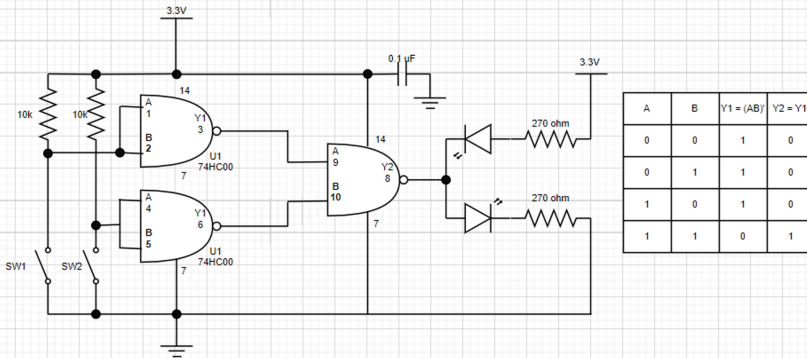 3.3V
0.1 uF
3.3V
10k
10k
14
A
1
B
2
Y1
3
U1
74HC00
7
A
4
B
5
Y1
6
U1
74HC00
7
14
A
9
B
10
Y2
8
7
270 ohm
270 ohm
SW1
SW2
A B Y1 = (AB)' Y2 = Y1
0 0 1 0
0 1 1 0
1 0 1 0
1 1 0 1